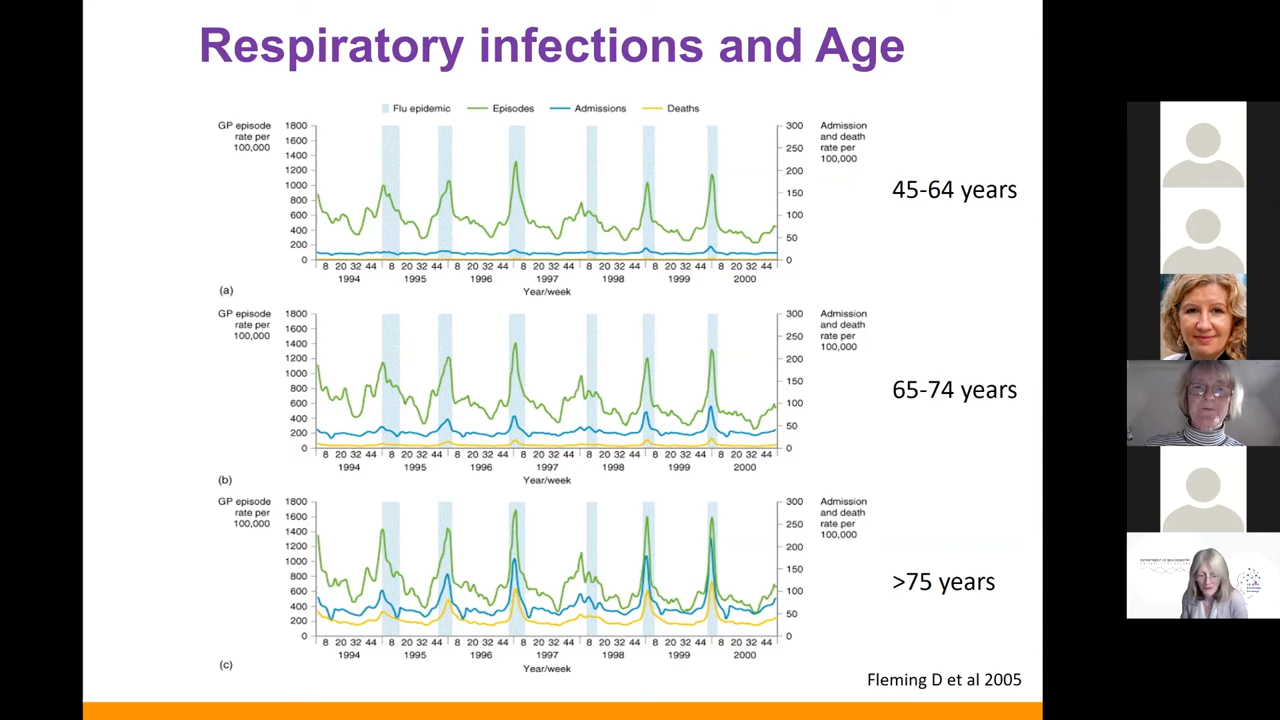 Respiratory infections and Age
Flu epidemic Episodes Admissions Deaths
GP episode
rate per
100,000
1800
1600
1400
1200
1000
800
600
400
200
0
300
250
200
150
100
50
0
Admission
and death
rate per
100,000
45-64 years
8 20 32 44 8 20 32 44 8 20 32 44 8 20 32 44 8 20 32 44 8 20 32 44 8 20 32 44
1994 1995 1996 1997 1998 1999 2000
Year/week
(a)
GP episode
rate per
100,000
1800
1600
1400
1200
1000
800
600
400
200
0
300
250
200
150
100
50
0
Admission
and death
rate per
100,000
65-74 years
8 20 32 44 8 20 32 44 8 20 32 44 8 20 32 44 8 20 32 44 8 20 32 44 8 20 32 44
1994 1995 1996 1997 1998 1999 2000
Year/week
(b)
GP episode
rate per
100,000
1800
1600
1400
1200
1000
800
600
400
200
0
300
250
200
150
100
50
0
Admission
and death
rate per
100,000
>75 years
8 20 32 44 8 20 32 44 8 20 32 44 8 20 32 44 8 20 32 44 8 20 32 44 8 20 32 44
1994 1995 1996 1997 1998 1999 2000
Year/week
(c)
Fleming D et al 2005
DEPARTMENT OF BIOCHEMISTRY